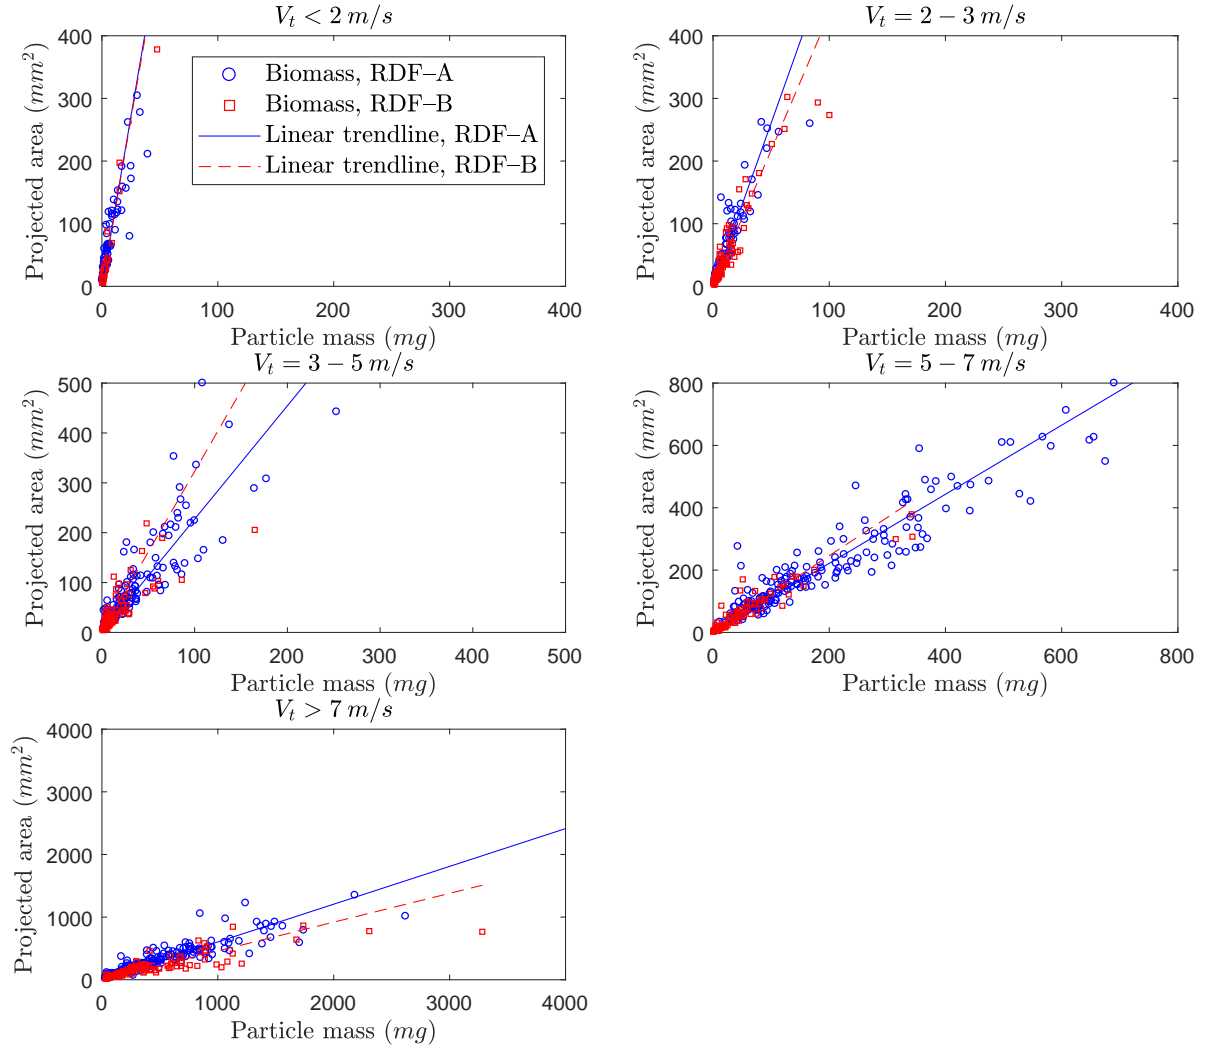 V_t < 2 m/s
400
300
200
100
0
Projected area (mm²)
0 100 200 300 400
Particle mass (mg)
Biomass, RDF–A
Biomass, RDF–B
Linear trendline, RDF–A
Linear trendline, RDF–B
V_t = 2 − 3 m/s
400
300
200
100
0
Projected area (mm²)
0 100 200 300 400
Particle mass (mg)
V_t = 3 − 5 m/s
500
400
300
200
100
0
Projected area (mm²)
0 100 200 300 400 500
Particle mass (mg)
V_t = 5 − 7 m/s
800
600
400
200
0
Projected area (mm²)
0 200 400 600 800
Particle mass (mg)
V_t > 7 m/s
4000
3000
2000
1000
0
Projected area (mm²)
0 1000 2000 3000 4000
Particle mass (mg)